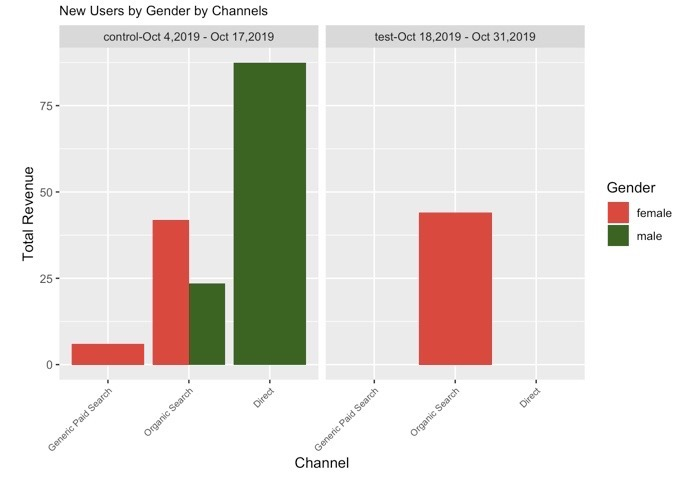 New Users by Gender by Channels
control-Oct 4,2019 - Oct 17,2019
test-Oct 18,2019 - Oct 31,2019
75
50
25
0
Total Revenue
Generic Paid Search
Organic Search
Direct
Generic Paid Search
Organic Search
Direct
Channel
Gender
female
male